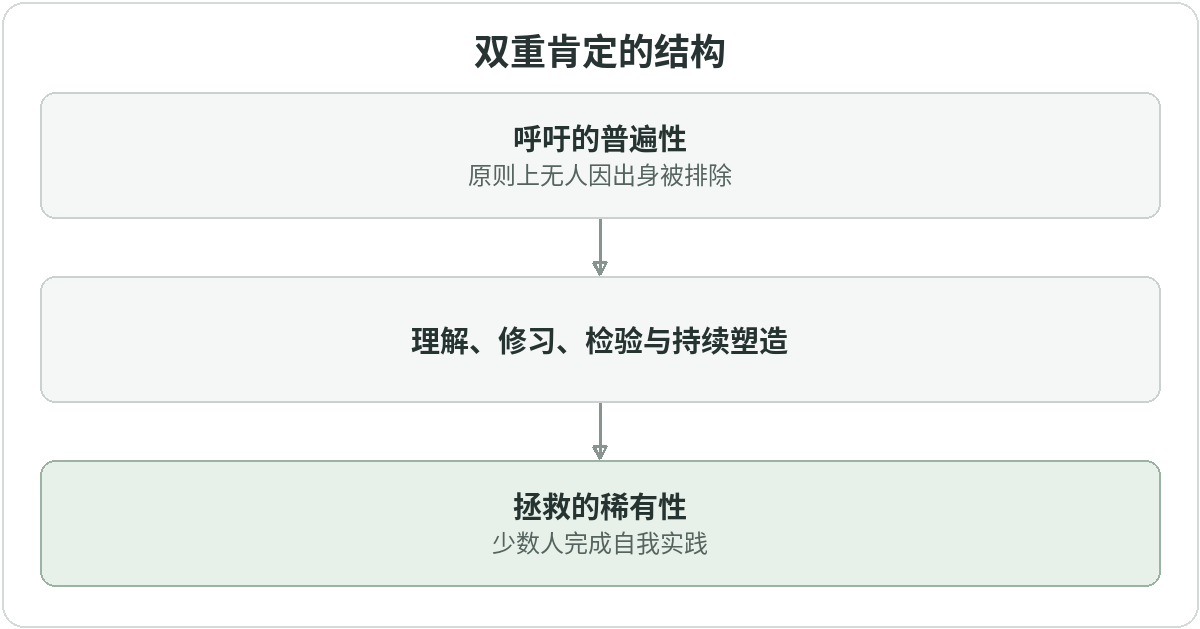 双重肯定的结构
呼吁的普遍性
原则上无人因出身被排除
理解、修习、检验与持续塑造
拯救的稀有性
少数人完成自我实践